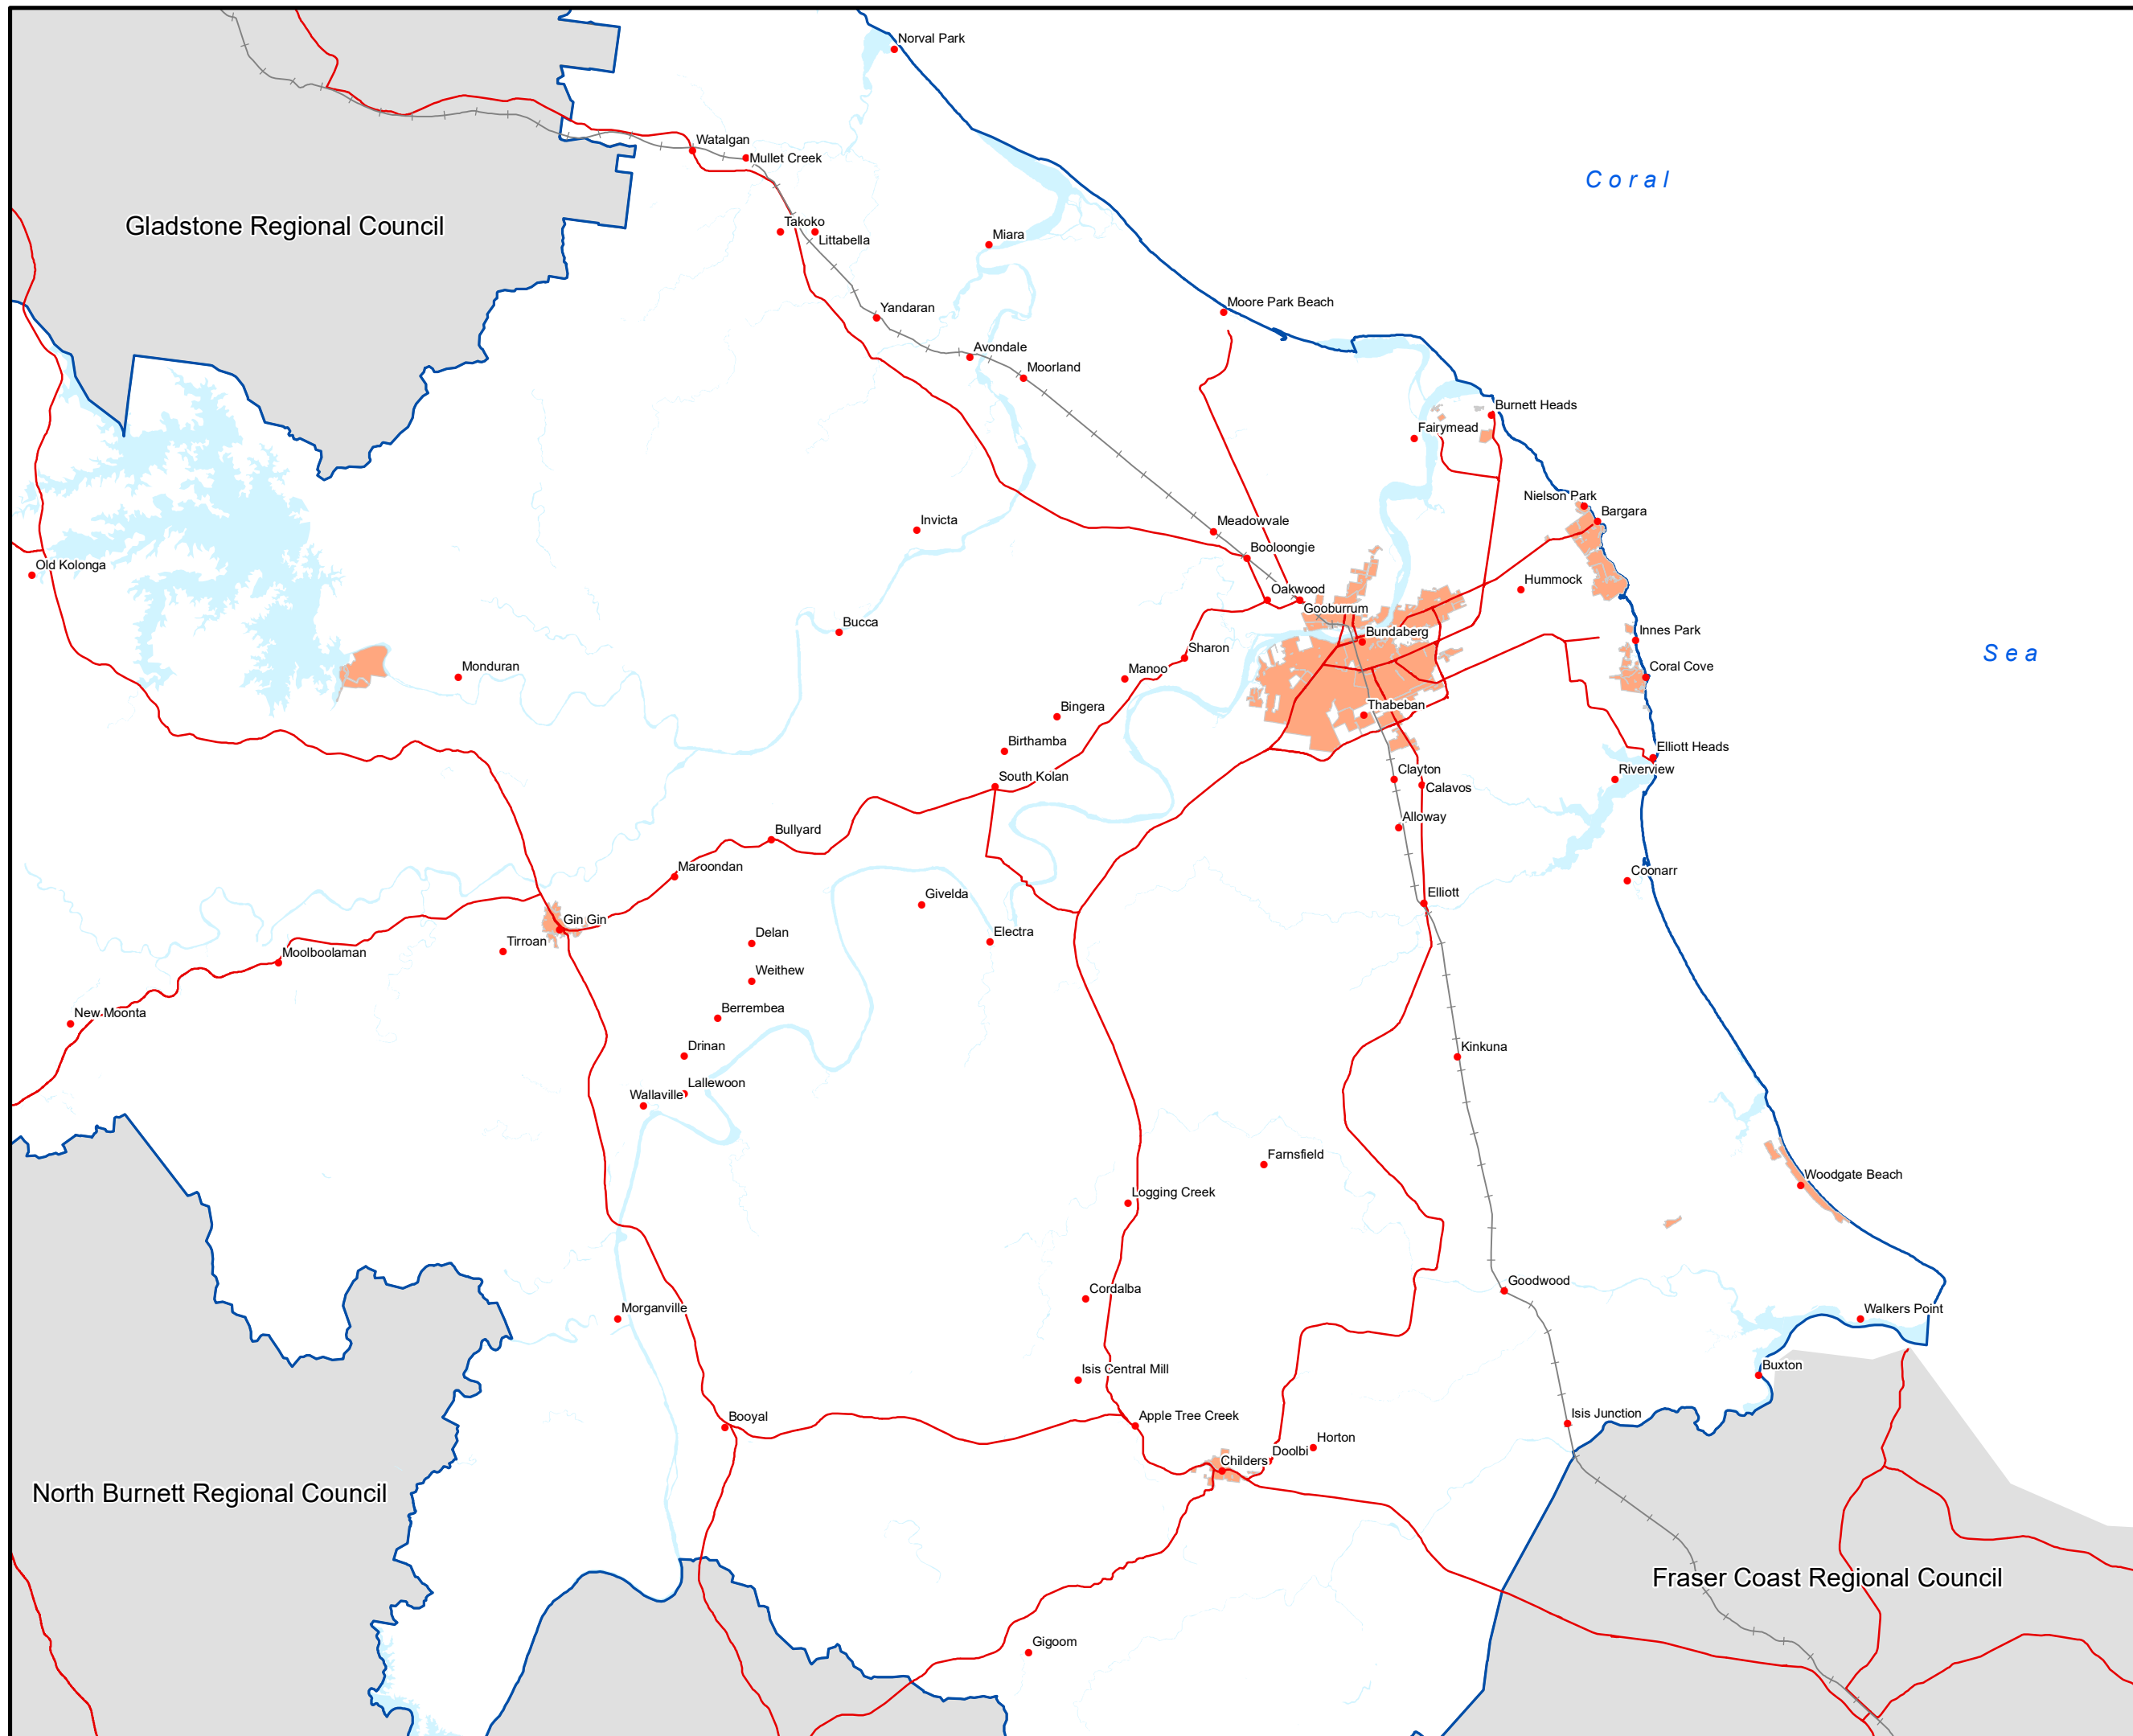 Norval Park
Watalgan
Mullet Creek
Coral
Gladstone Regional Council
Takoko
Littabella
Miara
Yandaran
Moore Park Beach
Avondale
Moorland
Burnett Heads
Fairymead
Nielson Park
Bargara
Invicta
Meadowvale
Booloongie
Old Kolonga
Hummock
Oakwood
Gooburrum
Bucca
Bundaberg
Innes Park
Sharon
Sea
Monduran
Manoo
Coral Cove
Bingera
Thabeban
Birthamba
Elliott Heads
South Kolan
Clayton
Riverview
Calavos
Alloway
Bullyard
Maroondan
Coonarr
Givelda
Elliott
Gin Gin
Tirroan
Delan
Electra
Moolboolaman
Weithew
New Moonta
Berrembea
Drinan
Kinkuna
Lallewoon
Wallaville
Farnsfield
Woodgate Beach
Logging Creek
Goodwood
Cordalba
Morganville
Walkers Point
Isis Central Mill
Buxton
Booyal
Apple Tree Creek
Isis Junction
Horton
Doolbi
Childers
North Burnett Regional Council
Fraser Coast Regional Council
Gigoom